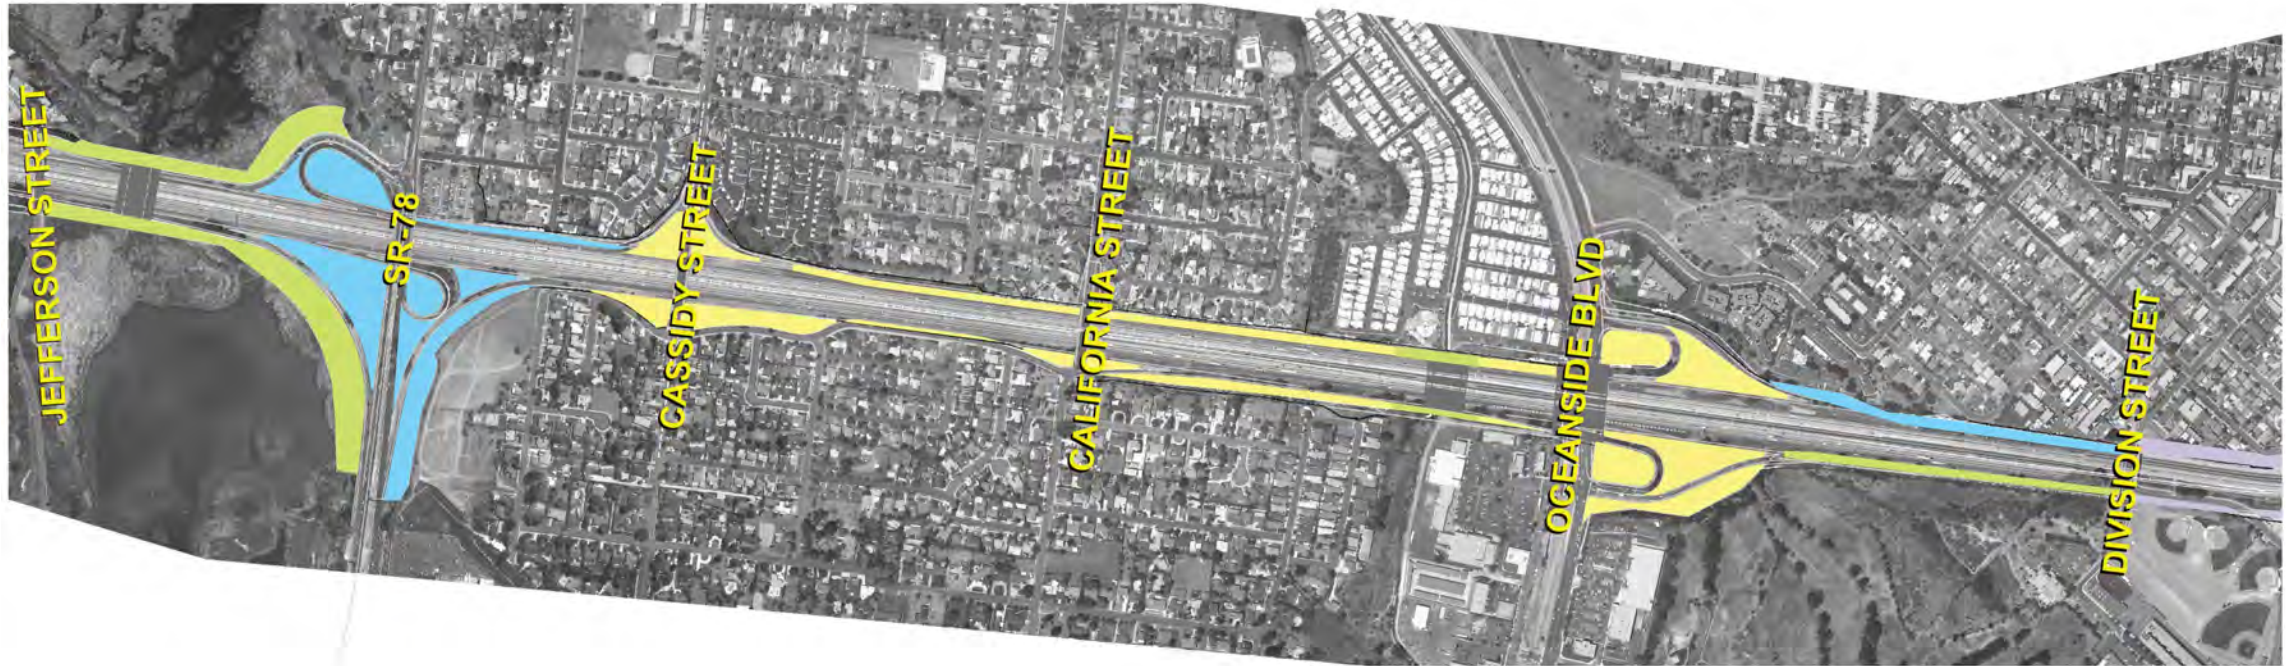 JEFFERSON STREET
SR-78
CASSIDY STREET
CALIFORNIA STREET
OCEANSIDE BLVD
DIVISION STREET